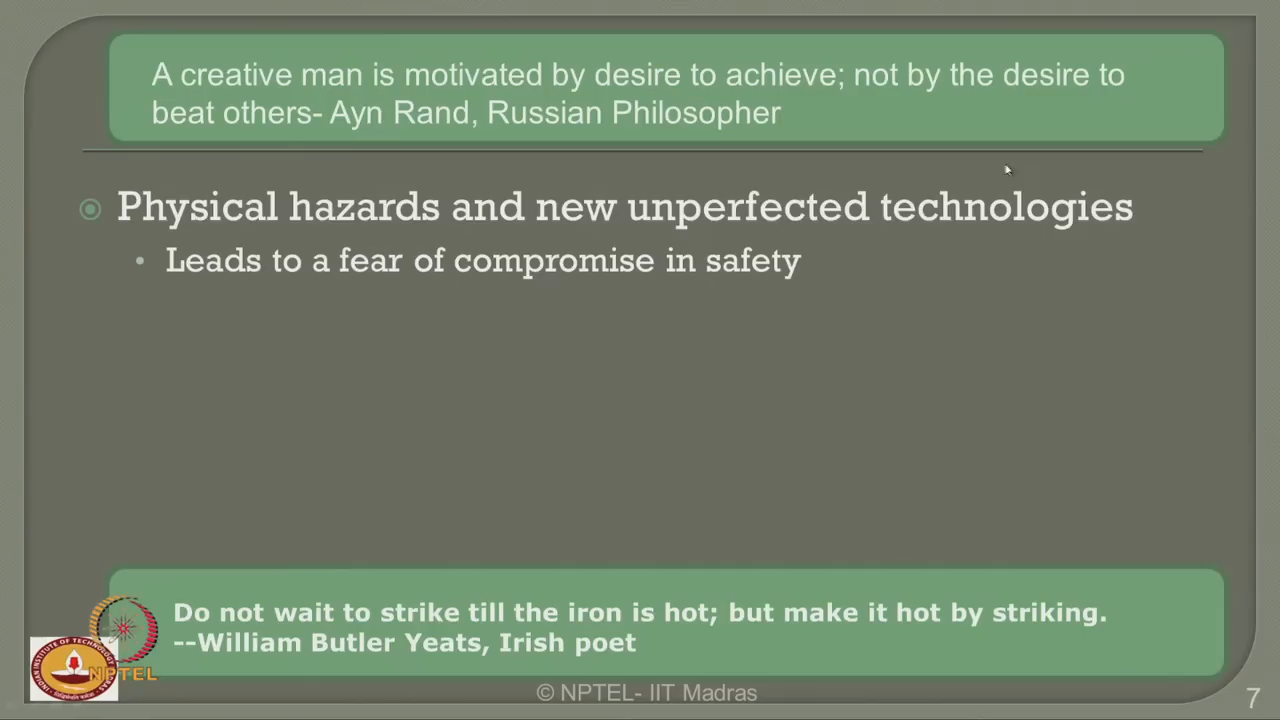 A creative man is motivated by desire to achieve; not by the desire to
beat others- Ayn Rand, Russian Philosopher
Physical hazards and new unperfected technologies
Leads to a fear of compromise in safety
Do not wait to strike till the iron is hot; but make it hot by striking.
--William Butler Yeats, Irish poet
NPTEL
© NPTEL- IIT Madras
7